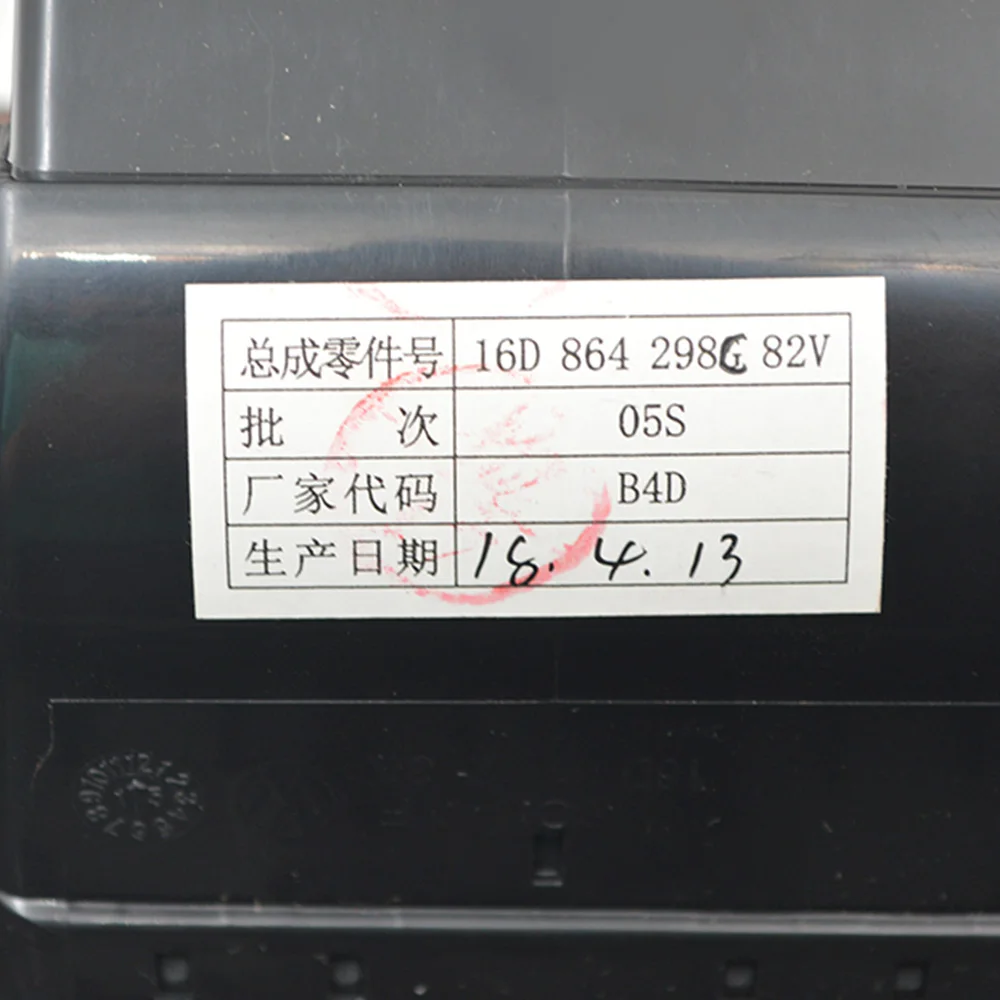 总成零件号 16D 864 298G 82V
批次 05S
厂家代码 B4D
生产日期 18.4.13